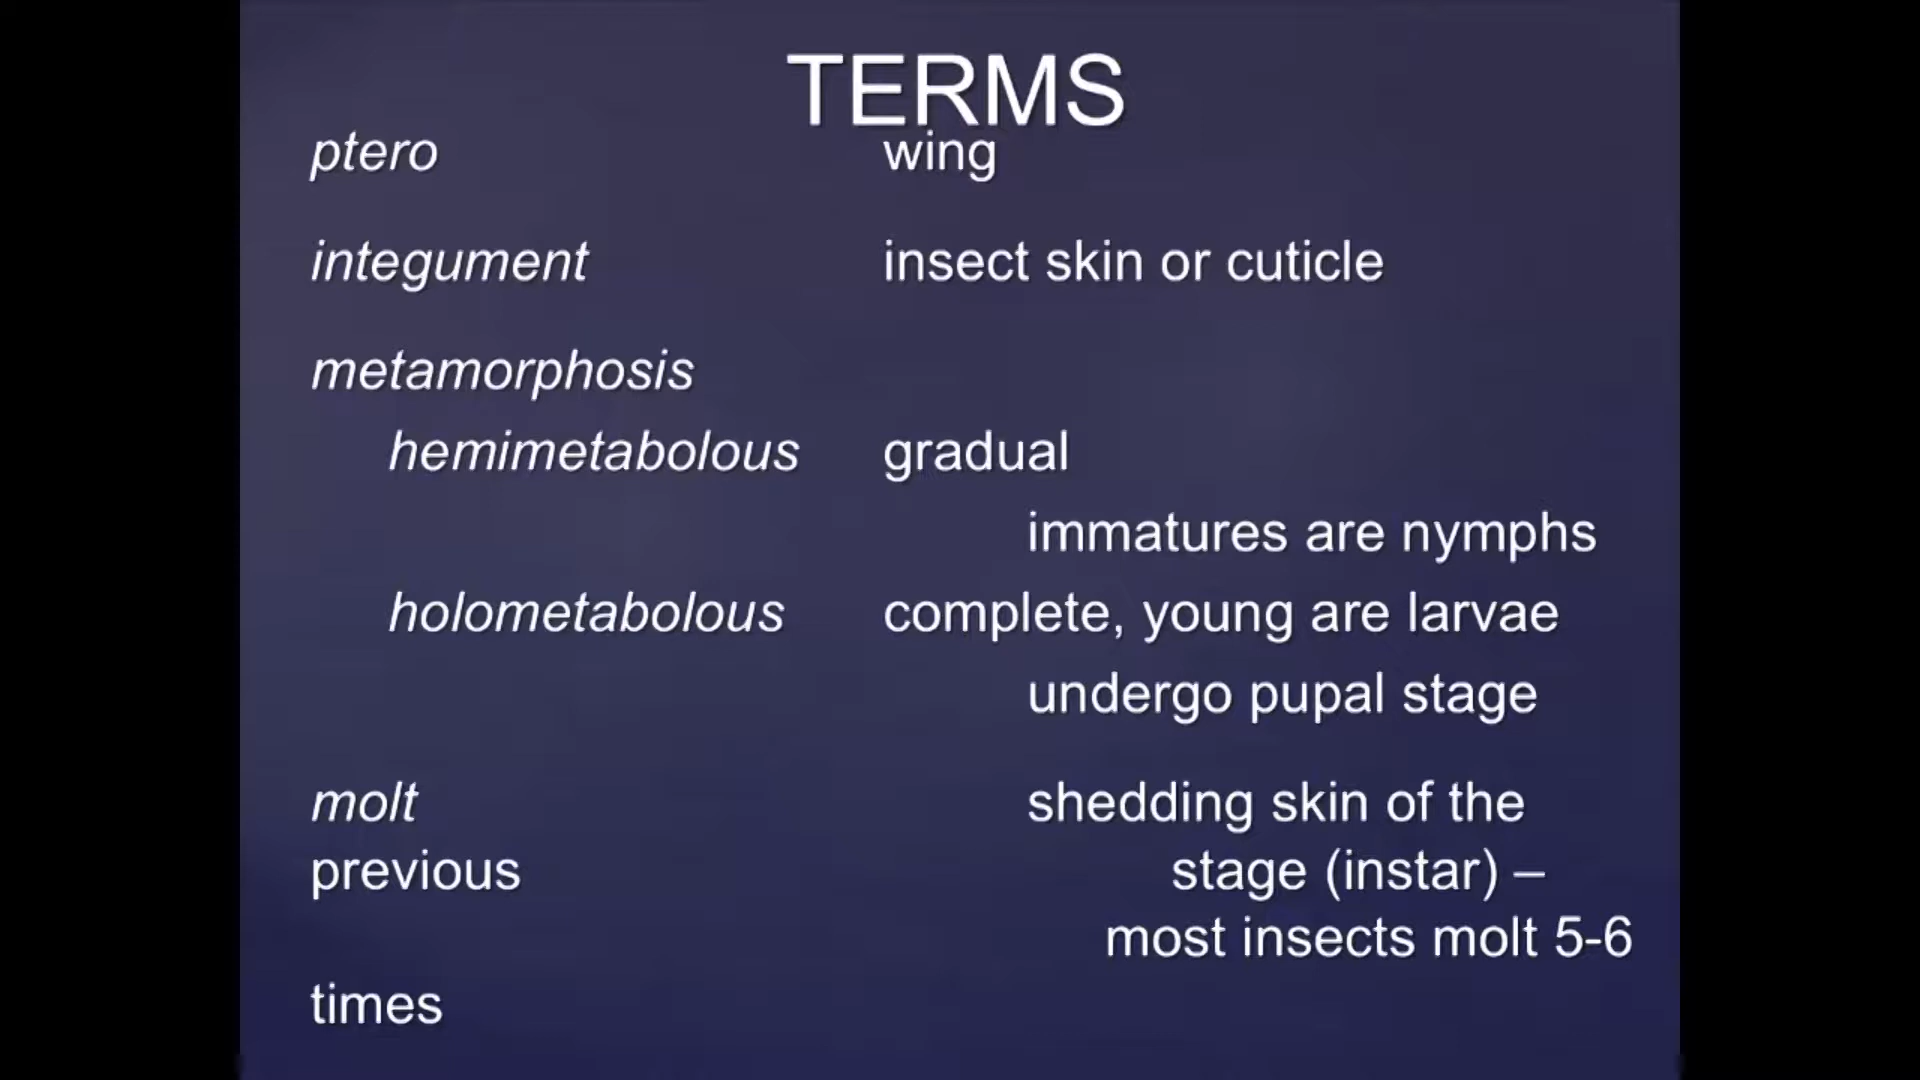 TERMS
ptero wing
integument insect skin or cuticle
metamorphosis
hemimetabolous gradual
immatures are nymphs
holometabolous complete, young are larvae
undergo pupal stage
molt shedding skin of the
previous stage (instar) –
most insects molt 5-6
times